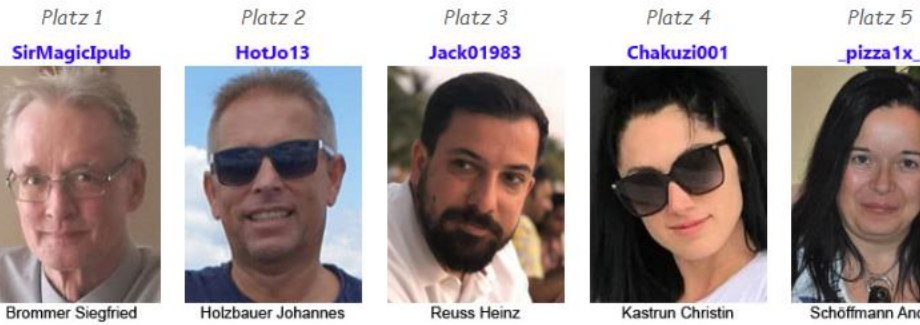 Platz 1
Platz 2
Platz 3
Platz 4
Platz 5
SirMagicIpub
HotJo13
Jack01983
Chakuzi001
_pizza1x_
Brommer Siegfried
Holzbauer Johannes
Reuss Heinz
Kastrun Christin
Schöffmann